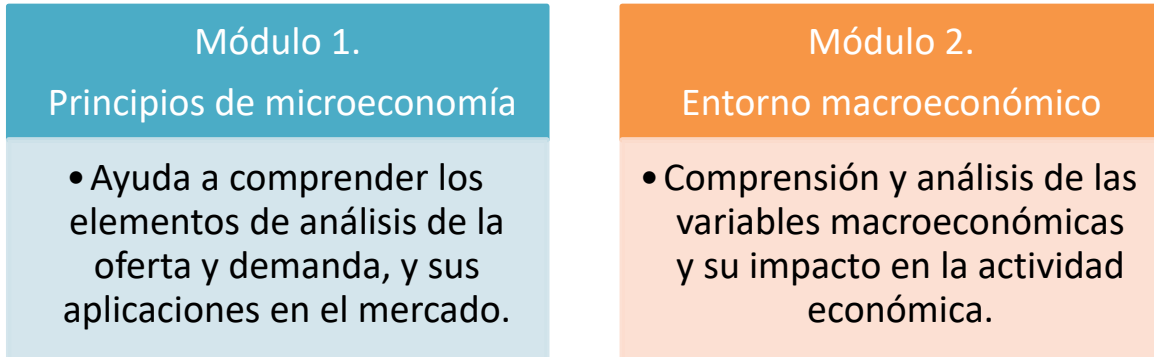 Módulo 1.
Principios de microeconomía
• Ayuda a comprender los
elementos de análisis de la
oferta y demanda, y sus
aplicaciones en el mercado.
Módulo 2.
Entorno macroeconómico
• Comprensión y análisis de las
variables macroeconómicas
y su impacto en la actividad
económica.